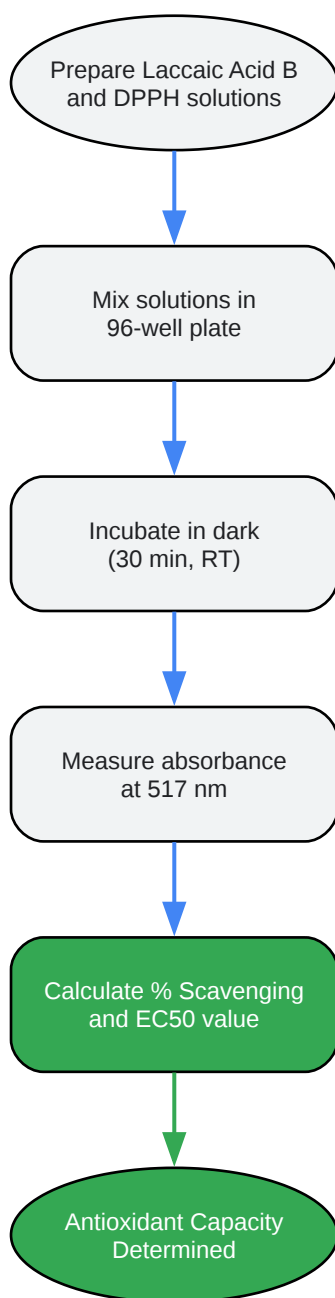 Prepare Laccaic Acid B
and DPPH solutions
Mix solutions in
96-well plate
Incubate in dark
(30 min, RT)
Measure absorbance
at 517 nm
Calculate % Scavenging
and EC50 value
Antioxidant Capacity
Determined